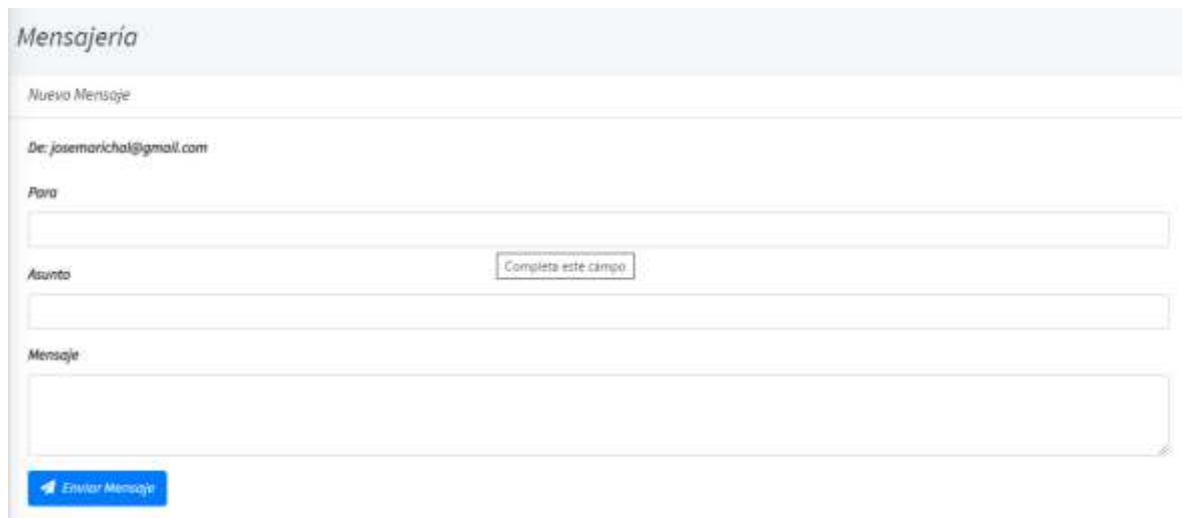 Mensajería
Nuevo Mensaje
De: josemarichal@gmail.com
Para
Completa este campo
Asunto
Mensaje
Enviar Mensaje